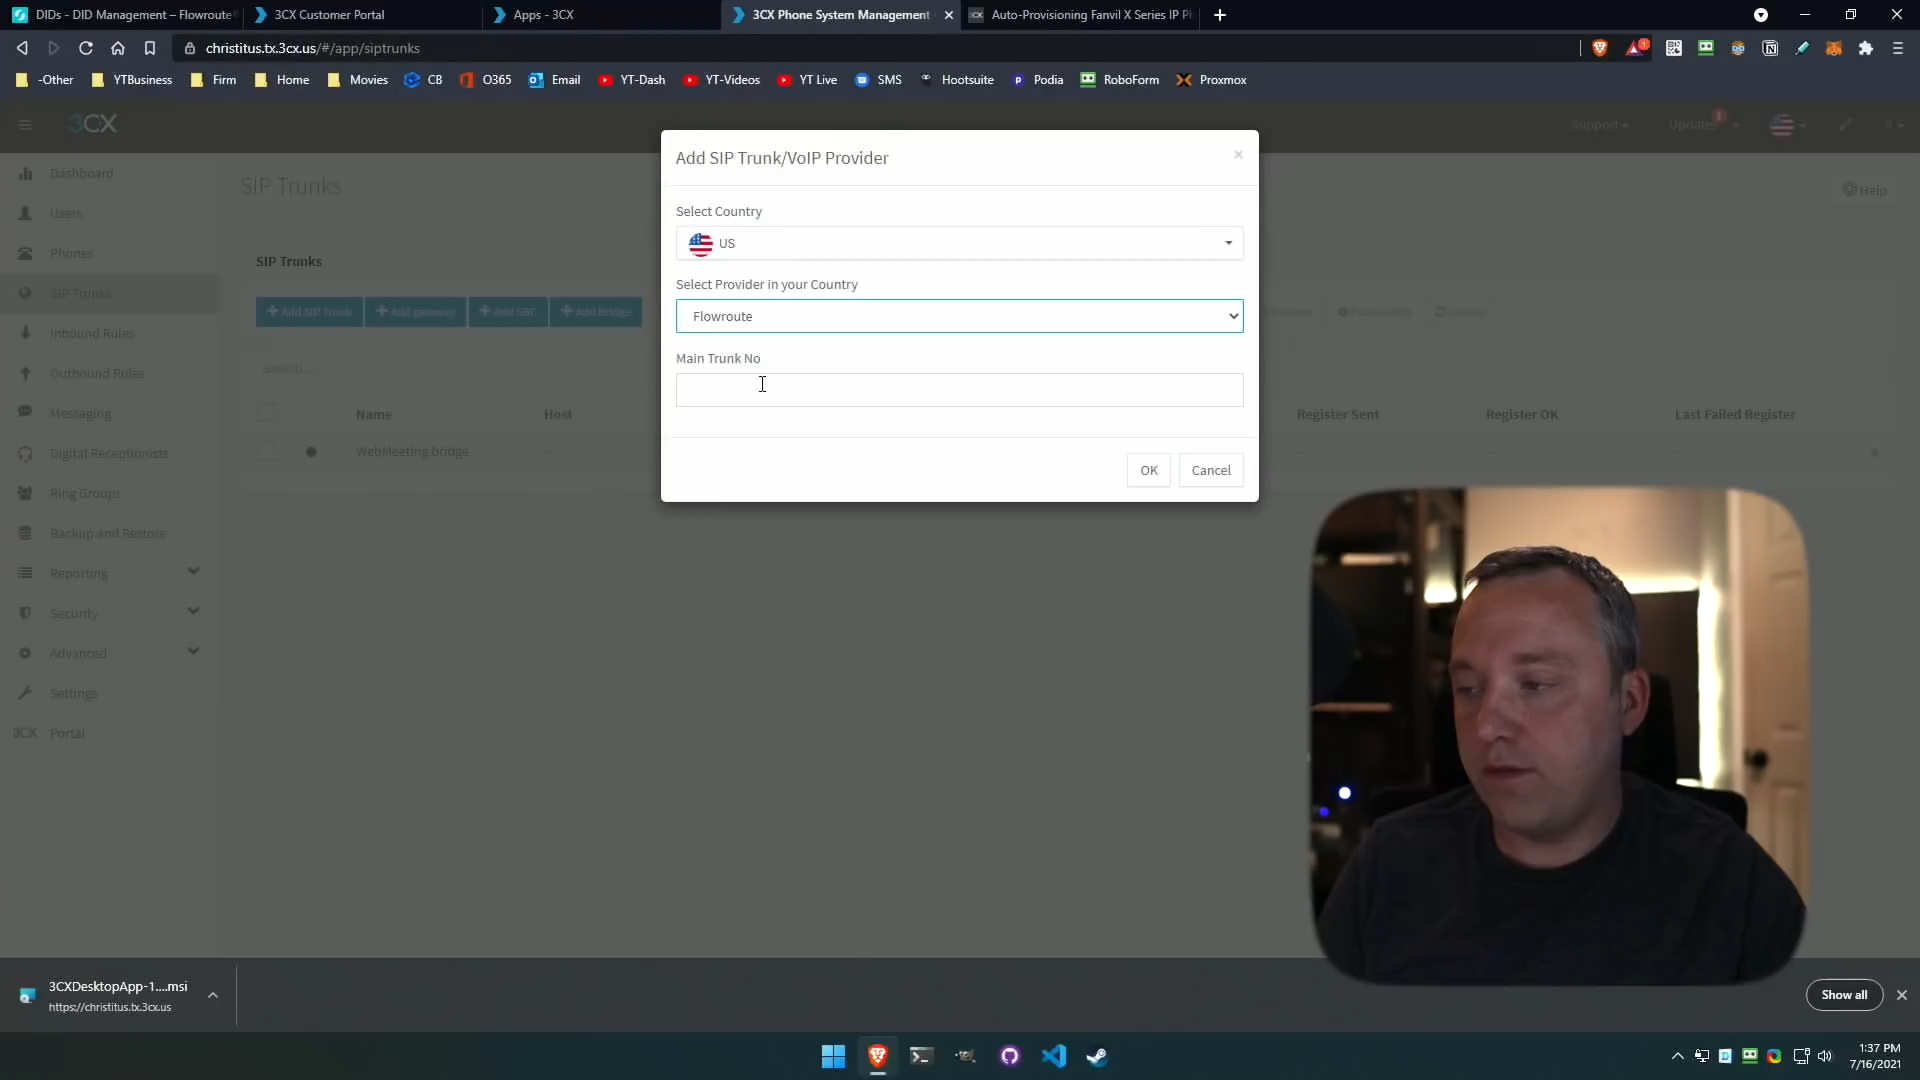 DIDs – DID Management – Flowroute
3CX Customer Portal
Apps - 3CX
3CX Phone System Management
Auto-Provisioning Fanvil X Series IP Ph
christitus.tx.3cx.us/#/app/siptrunks
1
-Other
YTBusiness
Firm
Home
Movies
CB
O365
Email
YT-Dash
YT-Videos
YT Live
SMS
Hootsuite
Podia
RoboForm
Proxmox
3CX
Support
Updates
1
Dashboard
Users
Phones
SIP Trunks
Inbound Rules
Outbound Rules
Messaging
Digital Receptionists
Ring Groups
Backup and Restore
Reporting
Security
Advanced
Settings
3CX Portal
SIP Trunks
Help
SIP Trunks
+ Add SIP Trunk
+ Add gateway
+ Add SBC
+ Add Bridge
Search...
Name
Host
Register Sent
Register OK
Last Failed Register
WebMeeting.bridge
Add SIP Trunk/VoIP Provider
×
Select Country
US
Select Provider in your Country
Flowroute
Main Trunk No
OK
Cancel
3CXDesktopApp-1....msi
https://christitus.tx.3cx.us
Show all
1:37 PM
7/16/2021